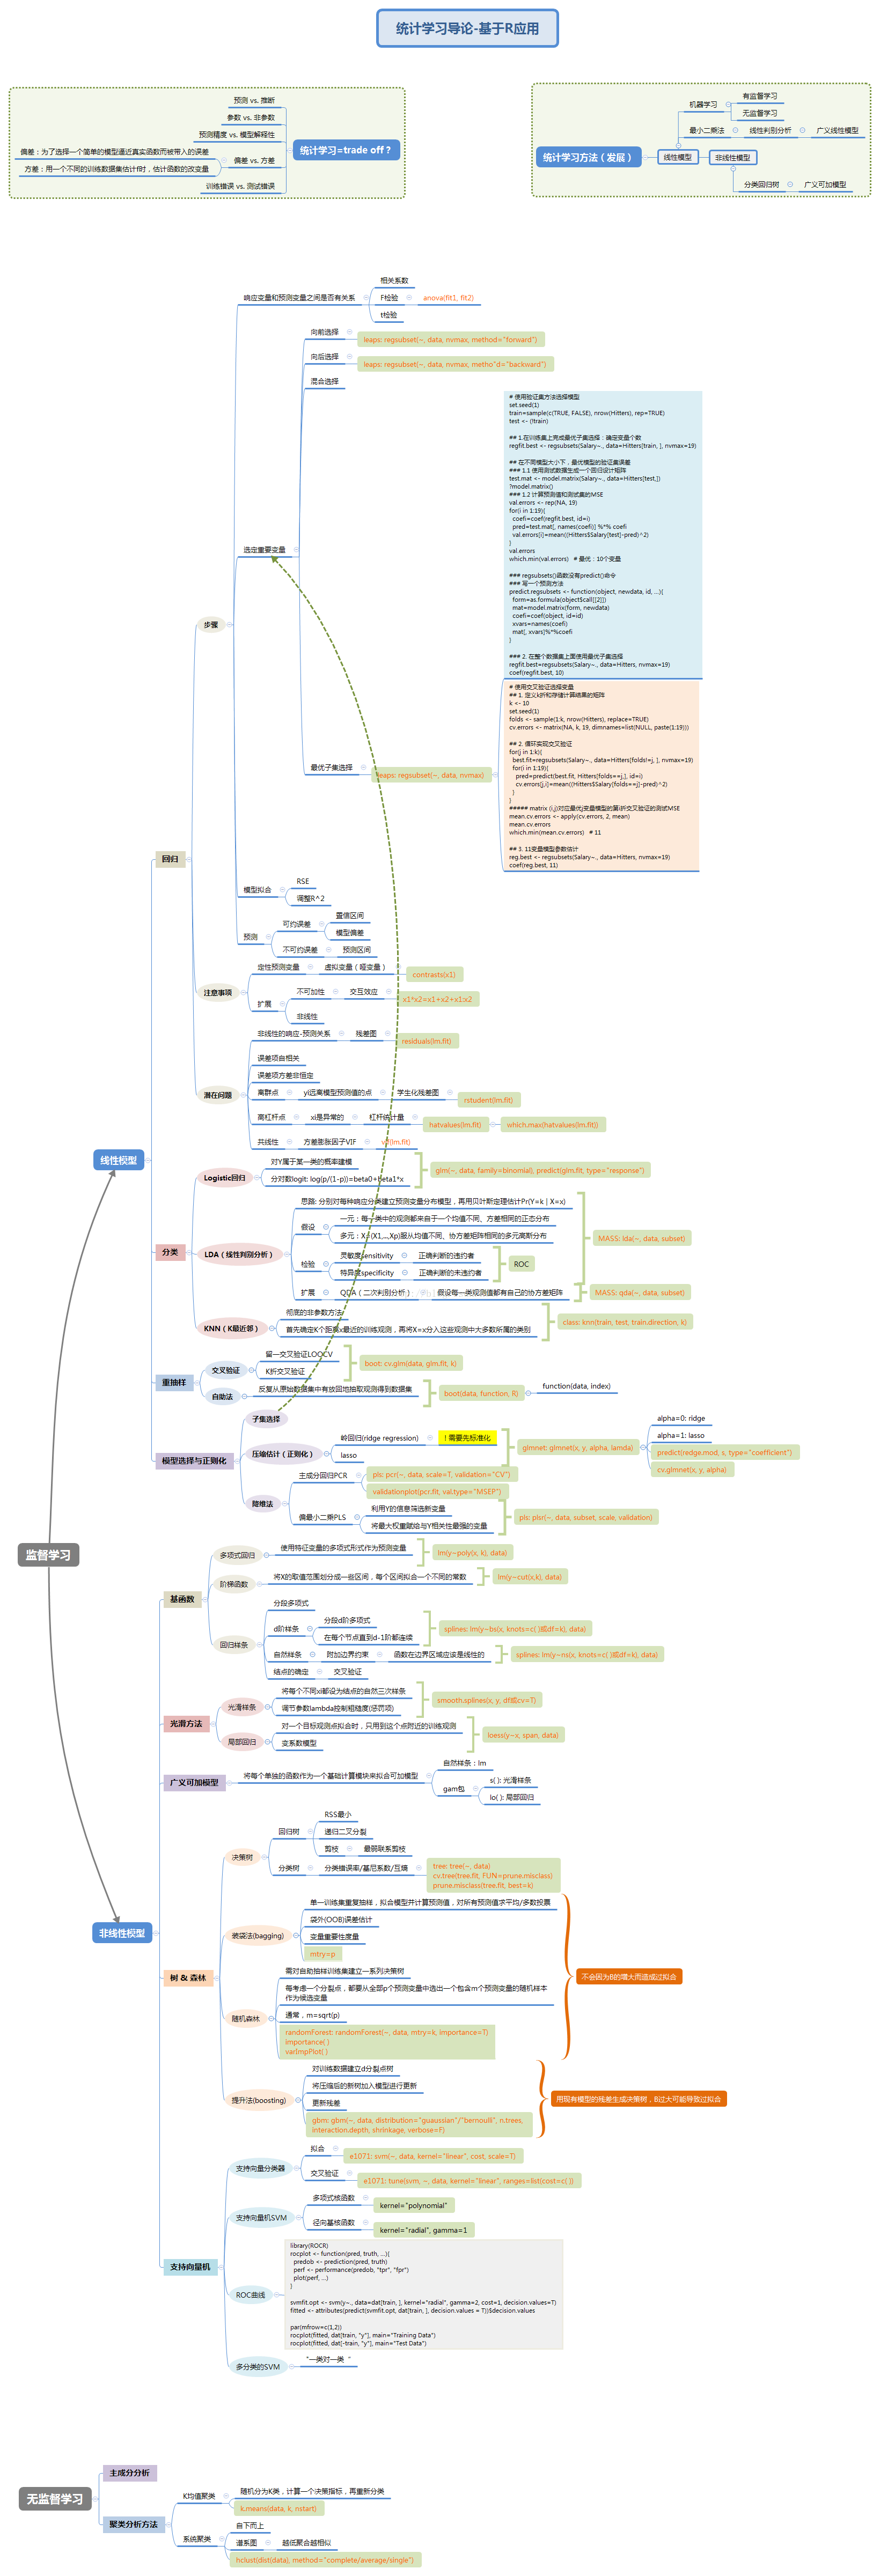 统计学习导论-基于R应用
预测 vs. 推断
参数 vs. 非参数
预测精度 vs. 模型解释性
偏差：为了选择一个简单的模型逼近真实函数而被带入的误差
偏差 vs. 方差
方差：用一个不同的训练数据集估计f时，估计函数的改变量
训练错误 vs. 测试错误
统计学习=trade off？
统计学习方法（发展）
机器学习
有监督学习
无监督学习
最小二乘法
线性判别分析
广义线性模型
线性模型
非线性模型
分类回归树
广义可加模型
监督学习
线性模型
回归
步骤
响应变量和预测变量之间是否有关系
相关系数
F检验
anova(fit1, fit2)
t检验
选定重要变量
向前选择
leaps: regsubset(~, data, nvmax, method="forward")
向后选择
leaps: regsubset(~, data, nvmax, metho"d="backward")
混合选择
最优子集选择
leaps: regsubset(~, data, nvmax)
# 使用验证集方法选择模型
set.seed(1)
train=sample(c(TRUE, FALSE), nrow(Hitters), rep=TRUE)
test <- (!train)
## 1.在训练集上完成最优子集选择：确定变量个数
regfit.best <- regsubsets(Salary~., data=Hitters[train, ], nvmax=19)
## 在不同模型大小下，最优模型的验证集误差
### 1.1 使用测试数据生成一个回归设计矩阵
test.mat <- model.matrix(Salary~., data=Hitters[test,])
?model.matrix()
### 1.2 计算预测值和测试集的MSE
val.errors <- rep(NA, 19)
for(i in 1:19){
coefi=coef(regfit.best, id=i)
pred=test.mat[, names(coefi)] %*% coefi
val.errors[i]=mean((Hitters$Salary[test]-pred)^2)
}
val.errors
which.min(val.errors)   # 最优：10个变量
### regsubsets()函数没有predict()命令
### 写一个预测方法
predict.regsubsets <- function(object, newdata, id, ...){
form=as.formula(object$call[[2]])
mat=model.matrix(form, newdata)
coefi=coef(object, id=id)
xvars=names(coefi)
mat[, xvars]%*%coefi
}
### 2. 在整个数据集上面使用最优子集选择
regfit.best=regsubsets(Salary~., data=Hitters, nvmax=19)
coef(regfit.best, 10)
# 使用交叉验证选择变量
## 1. 定义k折和存储计算结果的矩阵
k <- 10
set.seed(1)
folds <- sample(1:k, nrow(Hitters), replace=TRUE)
cv.errors <- matrix(NA, k, 19, dimnames=list(NULL, paste(1:19)))
## 2. 循环实现交叉验证
for(j in 1:k){
best.fit=regsubsets(Salary~., data=Hitters[folds!=j, ], nvmax=19)
for(i in 1:19){
pred=predict(best.fit, Hitters[folds==j,], id=i)
cv.errors[j,i]=mean((Hitters$Salary[folds==j]-pred)^2)
}
}
##### matrix (i,j)对应最优j变量模型的第i折交叉验证的测试MSE
mean.cv.errors <- apply(cv.errors, 2, mean)
mean.cv.errors
which.min(mean.cv.errors)   # 11
## 3. 11变量模型参数估计
reg.best <- regsubsets(Salary~., data=Hitters, nvmax=19)
coef(reg.best, 11)
模型拟合
RSE
调整R^2
预测
可约误差
置信区间
模型偏差
不可约误差
预测区间
注意事项
定性预测变量
虚拟变量（哑变量）
contrasts(x1)
扩展
不可加性
交互效应
x1*x2=x1+x2+x1:x2
非线性
潜在问题
非线性的响应-预测关系
残差图
residuals(lm.fit)
误差项自相关
误差项方差非恒定
离群点
yi远离模型预测值的点
学生化残差图
rstudent(lm.fit)
高杠杆点
xi是异常的
杠杆统计量
hatvalues(lm.fit)
which.max(hatvalues(lm.fit))
共线性
方差膨胀因子VIF
vif(lm.fit)
分类
Logistic回归
对Y属于某一类的概率建模
分对数logit: log(p/(1-p))=beta0+beta1*x
glm(~, data, family=binomial), predict(glm.fit, type="response")
LDA（线性判别分析）
思路: 分别对每种响应分类建立预测变量分布模型，再用贝叶斯定理估计Pr(Y=k | X=x)
假设
一元：每一类中的观测都来自于一个均值不同、方差相同的正态分布
多元：X=(X1,...,Xp)服从均值不同、协方差矩阵相同的多元高斯分布
检验
灵敏度sensitivity
正确判断的违约者
特异度specificity
正确判断的未违约者
ROC
MASS: lda(~, data, subset)
扩展
QDA（二次判别分析）
假设每一类观测值都有自己的协方差矩阵
MASS: qda(~, data, subset)
KNN（K最近邻）
彻底的非参数方法
首先确定K个距离x最近的训练观测，再将X=x分入这些观测中大多数所属的类别
class: knn(train, test, train.direction, k)
重抽样
交叉验证
留一交叉验证LOOCV
K折交叉验证
boot: cv.glm(data, glm.fit, k)
自助法
反复从原始数据集中有放回地抽取观测得到数据集
boot(data, function, R)
function(data, index)
模型选择与正则化
子集选择
压缩估计（正则化）
岭回归(ridge regression)
! 需要先标准化
lasso
glmnet: glmnet(x, y, alpha, lamda)
alpha=0: ridge
alpha=1: lasso
predict(redge.mod, s, type="coefficient")
cv.glmnet(x, y, alpha)
降维法
主成分回归PCR
pls: pcr(~, data, scale=T, validation="CV")
validationplot(pcr.fit, val.type="MSEP")
偏最小二乘PLS
利用Y的信息筛选新变量
将最大权重赋给与Y相关性最强的变量
pls: plsr(~, data, subset, scale, validation)
非线性模型
基函数
多项式回归
使用特征变量的多项式形式作为预测变量
lm(y~poly(x, k), data)
阶梯函数
将X的取值范围划分成一些区间，每个区间拟合一个不同的常数
lm(y~cut(x,k), data)
回归样条
分段多项式
d阶样条
分段d阶多项式
在每个节点直到d-1阶都连续
splines: lm(y~bs(x, knots=c( )或df=k), data)
自然样条
附加边界约束
函数在边界区域应该是线性的
splines: lm(y~ns(x, knots=c( )或df=k), data)
结点的确定
交叉验证
光滑方法
光滑样条
将每个不同xi都设为结点的自然三次样条
调节参数lambda控制粗糙度(惩罚项)
smooth.splines(x, y, df或cv=T)
局部回归
对一个目标观测点拟合时，只用到这个点附近的训练观测
变系数模型
loess(y~x, span, data)
广义可加模型
将每个单独的函数作为一个基础计算模块来拟合可加模型
自然样条：lm
gam包
s( ): 光滑样条
lo( ): 局部回归
树 & 森林
决策树
回归树
RSS最小
递归二叉分裂
剪枝
最弱联系剪枝
分类树
分类错误率/基尼系数/互熵
tree: tree(~, data)
cv.tree(tree.fit, FUN=prune.misclass)
prune.misclass(tree.fit, best=k)
装袋法(bagging)
单一训练集重复抽样，拟合模型并计算预测值，对所有预测值求平均/多数投票
袋外(OOB)误差估计
变量重要性度量
mtry=p
随机森林
需对自助抽样训练集建立一系列决策树
每考虑一个分裂点，都要从全部p个预测变量中选出一个包含m个预测变量的随机样本
作为候选变量
通常，m=sqrt(p)
randomForest: randomForest(~, data, mtry=k, importance=T)
importance( )
varImpPlot( )
不会因为B的增大而造成过拟合
提升法(boosting)
对训练数据建立d分裂点树
将压缩后的新树加入模型进行更新
更新残差
gbm: gbm(~, data, distribution="guaussian"/"bernoulli", n.trees,
interaction.depth, shrinkage, verbose=F)
用现有模型的残差生成决策树，B过大可能导致过拟合
支持向量机
支持向量分类器
拟合
e1071: svm(~, data, kernel="linear", cost, scale=T)
交叉验证
e1071: tune(svm, ~, data, kernel="linear", ranges=list(cost=c( ))
支持向量机SVM
多项式核函数
kernel="polynomial"
径向基核函数
kernel="radial", gamma=1
ROC曲线
library(ROCR)
rocplot <- function(pred, truth, ...){
predob <- prediction(pred, truth)
perf <- performance(predob, "tpr", "fpr")
plot(perf, ...)
}
svmfit.opt <- svm(y~., data=dat[train, ], kernel="radial", gamma=2, cost=1, decision.values=T)
fitted <- attributes(predict(svmfit.opt, dat[train, ], decision.values = T))$decision.values
par(mfrow=c(1,2))
rocplot(fitted, dat[train, "y"], main="Training Data")
rocplot(fitted, dat[-train, "y"], main="Test Data")
多分类的SVM
"一类对一类 "
无监督学习
主成分分析
聚类分析方法
K均值聚类
随机分为K类，计算一个决策指标，再重新分类
k.means(data, k, nstart)
系统聚类
自下而上
谱系图
越低聚合越相似
hclust(dist(data), method="complete/average/single")